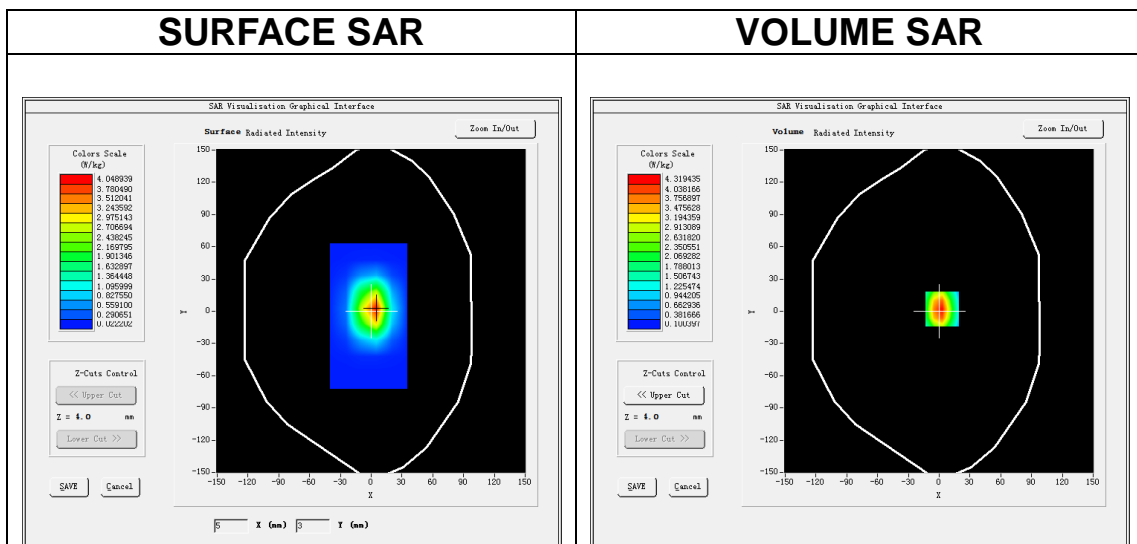 SURFACE SAR
VOLUME SAR
SAR Visualisation Graphical Interface
Surface Radiated Intensity
Zoom In/Out
Colors Scale
(W/kg)
4.048939
3.780490
3.512041
3.243592
2.975143
2.706694
2.438245
2.169795
1.901346
1.632897
1.364448
1.095999
0.827550
0.559100
0.290651
0.022202
150
120
90
60
30
0
-30
-60
-90
-120
-150
Y
-150 -120 -90 -60 -30 0 30 60 90 120 150
X
Z-Cuts Control
<< Upper Cut
Z = 4.0 mm
Lower Cut >>
SAVE Cancel
5 X (mm) 3 Y (mm)
SAR Visualisation Graphical Interface
Volume Radiated Intensity
Zoom In/Out
Colors Scale
(W/kg)
4.319435
4.038166
3.756897
3.475628
3.194359
2.913089
2.631820
2.350551
2.069282
1.788013
1.506743
1.225474
0.944205
0.662936
0.381666
0.100397
150
120
90
60
30
0
-30
-60
-90
-120
-150
Y
-150 -120 -90 -60 -30 0 30 60 90 120 150
X
Z-Cuts Control
<< Upper Cut
Z = 4.0 mm
Lower Cut >>
SAVE Cancel